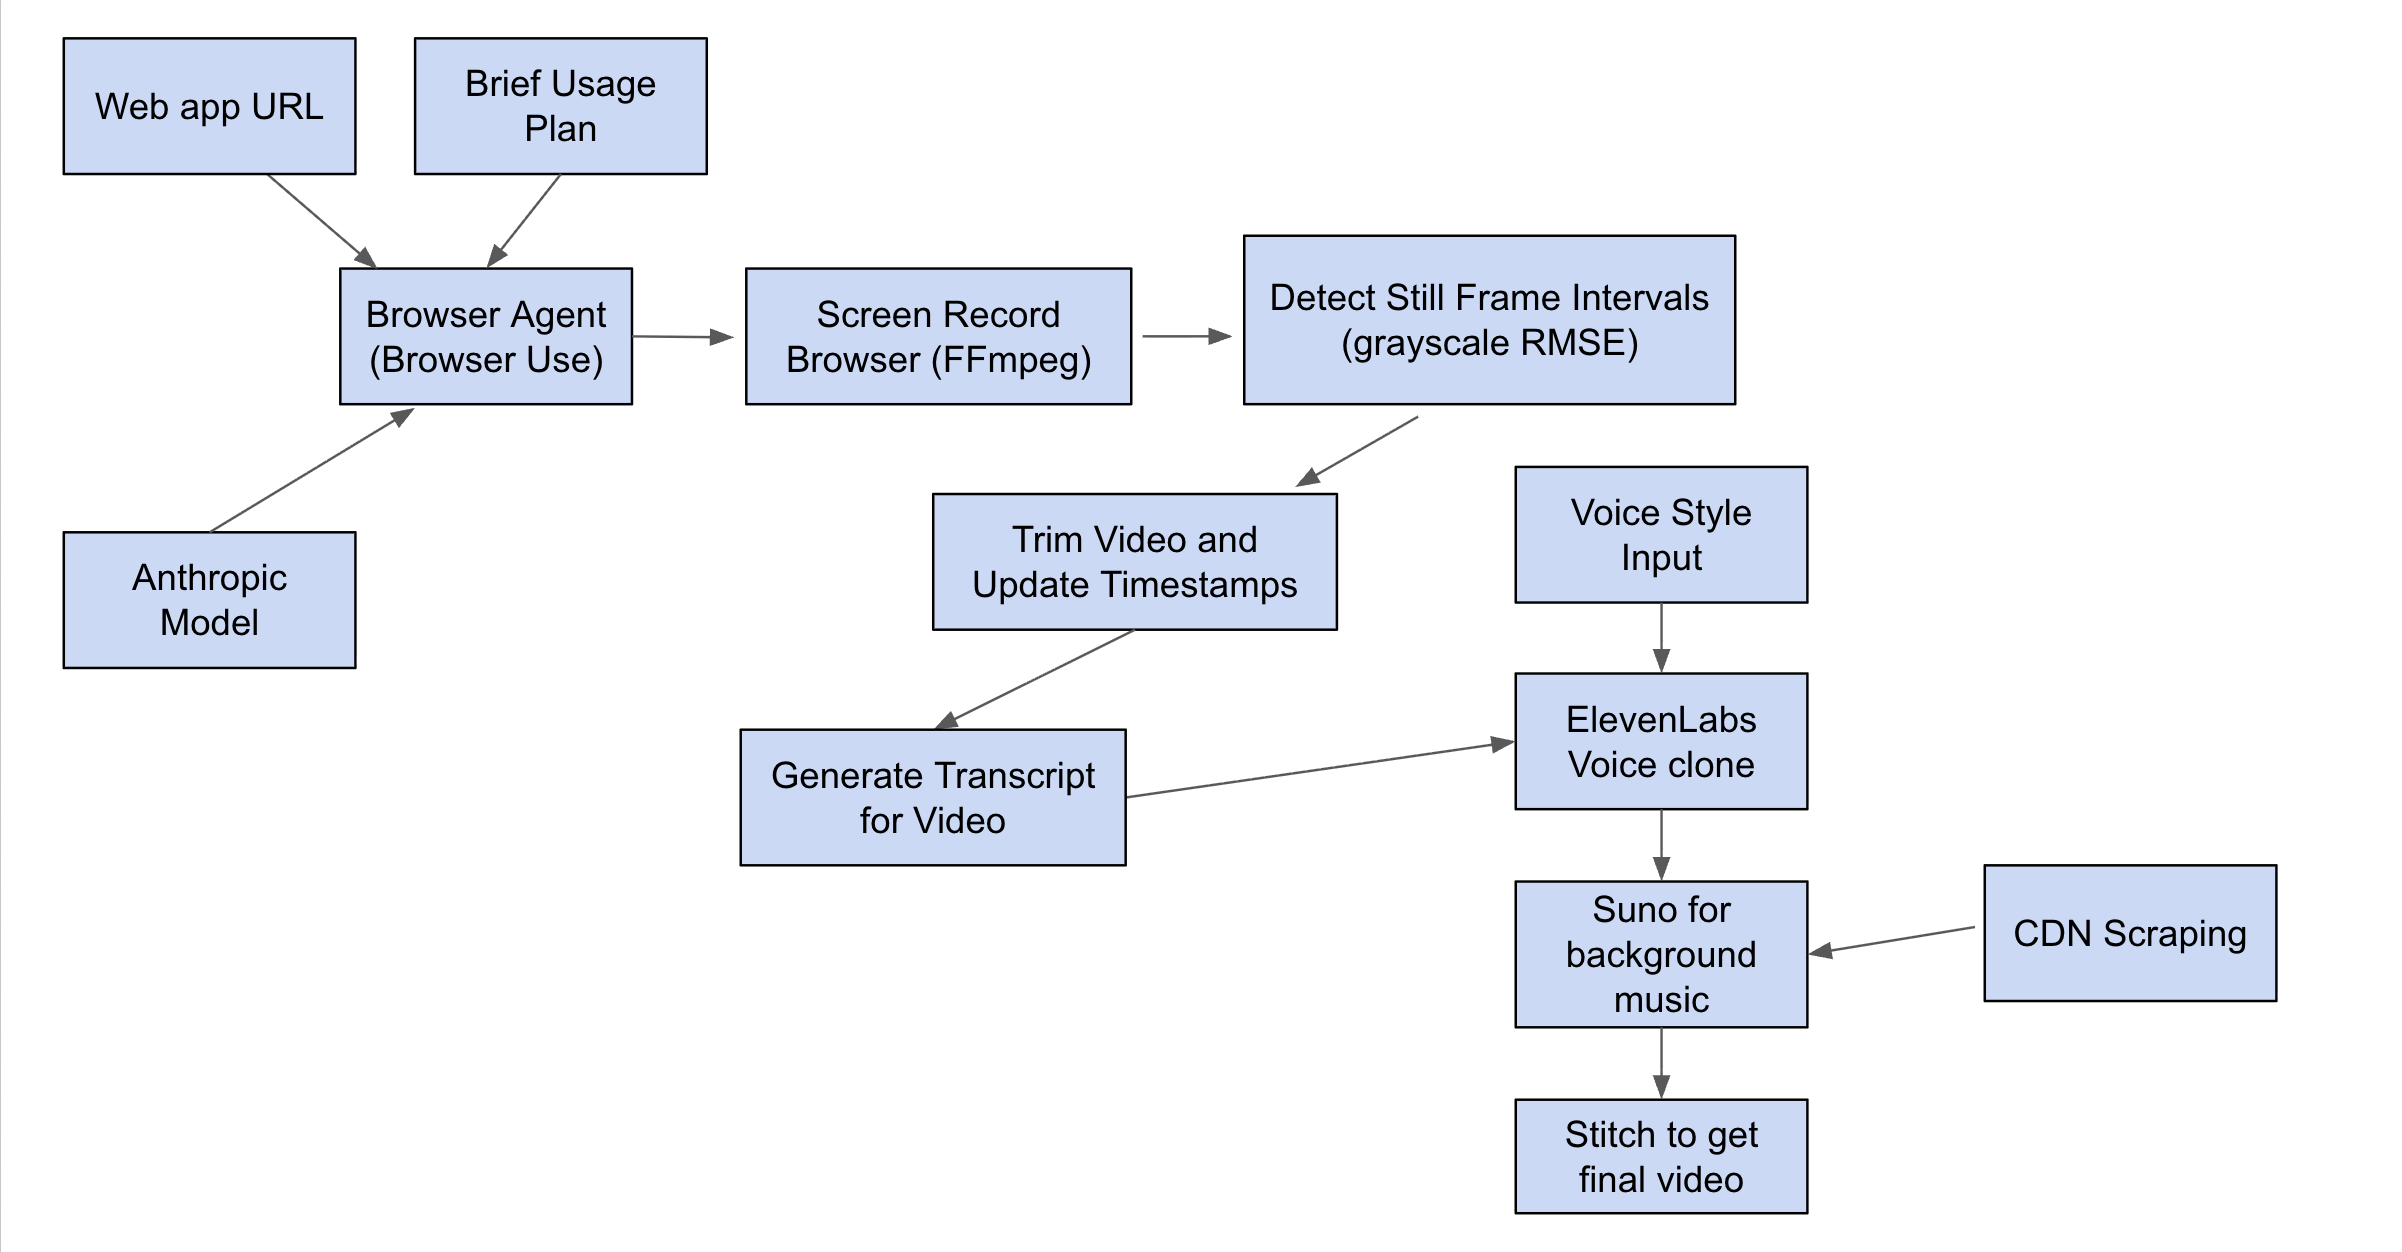 Web app URL
Brief Usage
Plan
Browser Agent
(Browser Use)
Screen Record
Browser (FFmpeg)
Detect Still Frame Intervals
(grayscale RMSE)
Anthropic
Model
Trim Video and
Update Timestamps
Voice Style
Input
Generate Transcript
for Video
ElevenLabs
Voice clone
Suno for
background
music
CDN Scraping
Stitch to get
final video